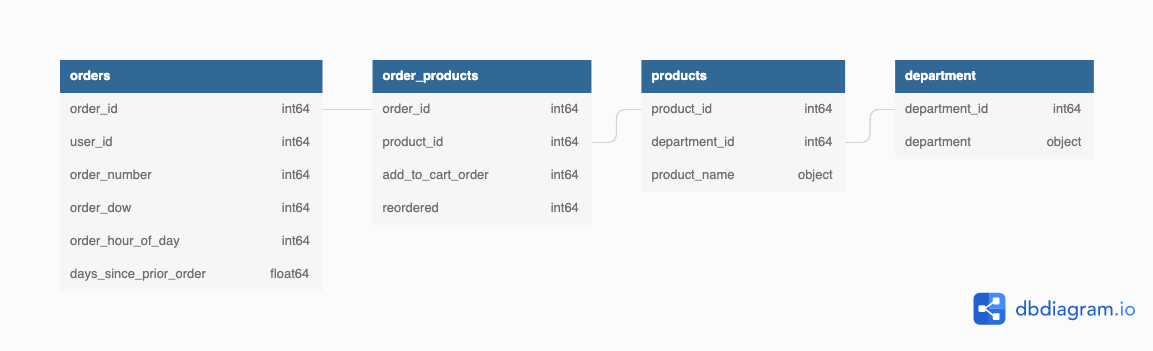 orders
order_id int64
user_id int64
order_number int64
order_dow int64
order_hour_of_day int64
days_since_prior_order float64
order_products
order_id int64
product_id int64
add_to_cart_order int64
reordered int64
products
product_id int64
department_id int64
product_name object
department
department_id int64
department object
dbdiagram.io